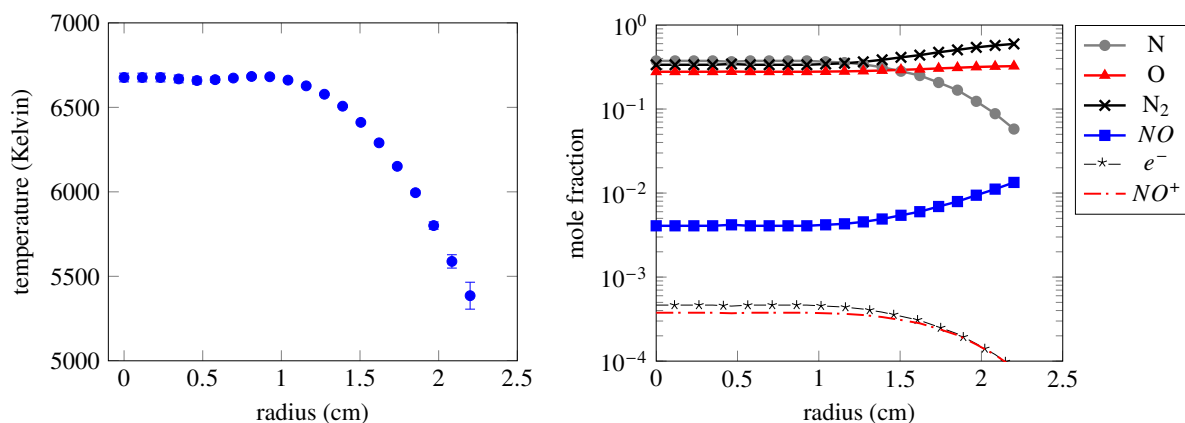 7000
6500
6000
5500
5000
temperature (Kelvin)
0 0.5 1 1.5 2 2.5
radius (cm)
10⁰
10⁻¹
10⁻²
10⁻³
10⁻⁴
mole fraction
0 0.5 1 1.5 2 2.5
radius (cm)
N
O
N₂
NO
e⁻
NO⁺